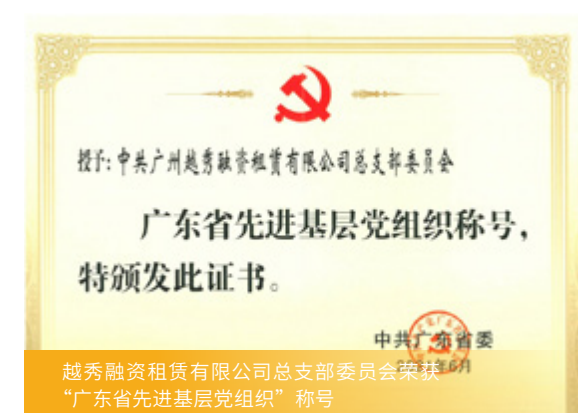 授予：中共广州越秀融资租赁有限公司总支部委员会
广东省先进基层党组织称号，
特颁发此证书。
中共广东省委
越秀融资租赁有限公司总支部委员会荣获
“广东省先进基层党组织”称号